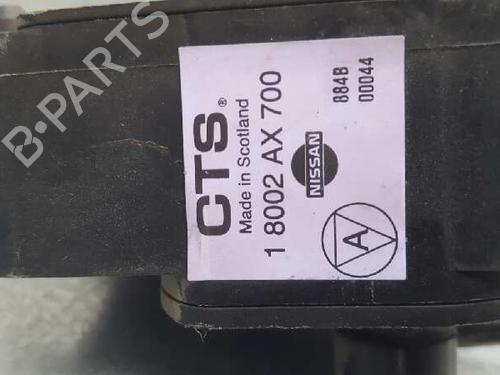 CTS®
Made in Scotland
1 8002 AX 700
NISSAN
884B
00044
A
B-PARTS